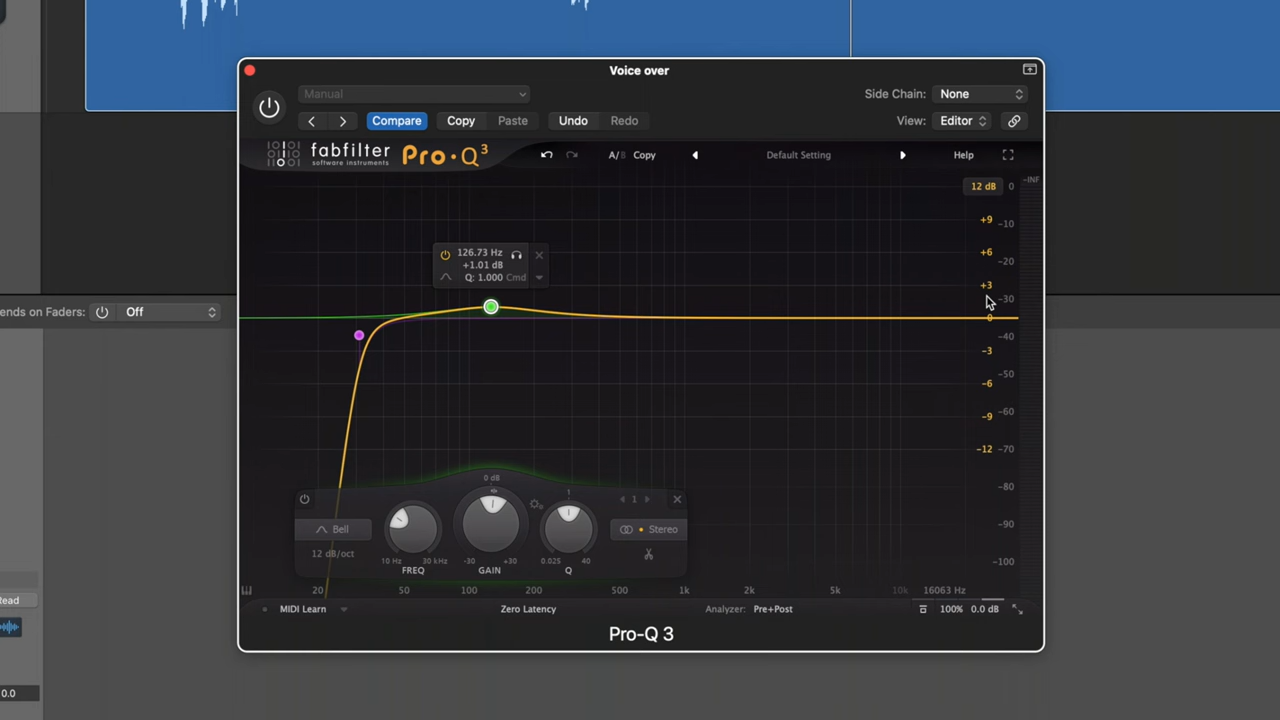 Voice over
Manual
Side Chain: None
Compare Copy Paste Undo Redo
View: Editor
fabfilter
software instruments
Pro·Q³
A/B Copy
Default Setting
Help
-INF
12 dB 0
+9
-10
+6
-20
+3
-30
0
-40
-3
-50
-6
-60
-9
-70
-12
-80
-90
-100
126.73 Hz
+1.01 dB
Q: 1.000 Cmd
ends on Faders: Off
0 dB
1
Bell
Stereo
12 dB/oct
10 Hz 30 kHz
-30 +30
0.025 40
FREQ GAIN Q
20 50 100 200 500 1k 2k 5k 10k 16063 Hz
Read
MIDI Learn
Zero Latency
Analyzer: Pre+Post
100% 0.0 dB
Pro-Q 3
0.0